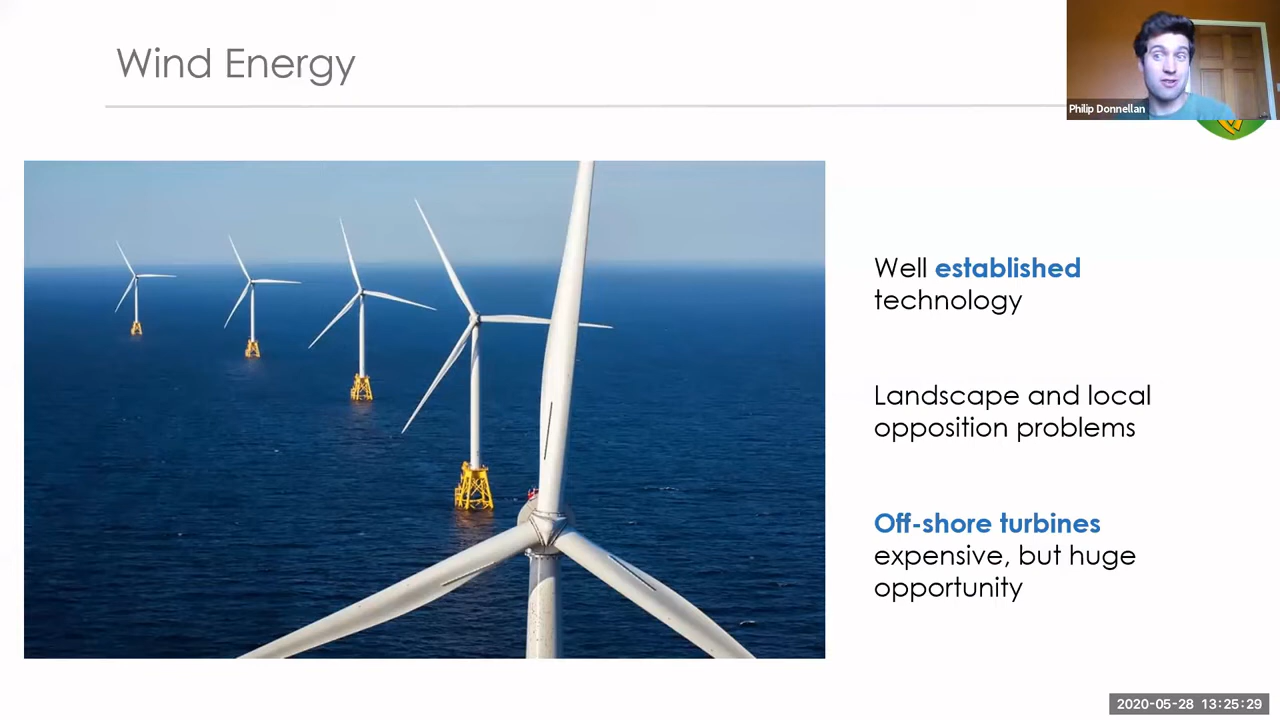 Wind Energy
Philip Donnellan
Well established
technology
Landscape and local
opposition problems
Off-shore turbines
expensive, but huge
opportunity
2020-05-28 13:25:29